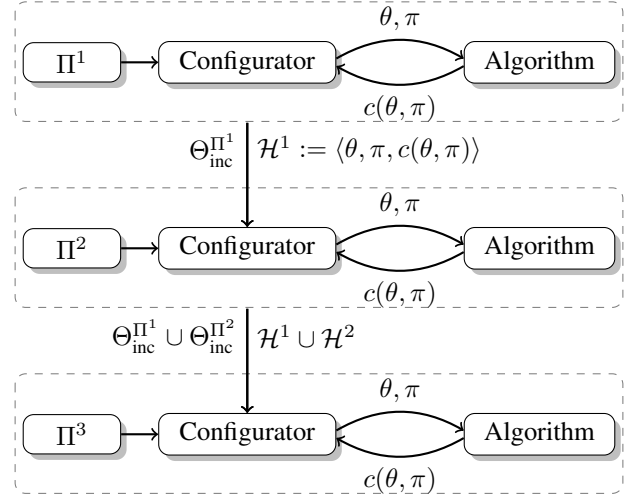 θ, π
Π¹ Configurator Algorithm
c(θ, π)
Θ_inc^{Π¹} ℋ¹ := ⟨θ, π, c(θ, π)⟩
θ, π
Π² Configurator Algorithm
c(θ, π)
Θ_inc^{Π¹} ∪ Θ_inc^{Π²} ℋ¹ ∪ ℋ²
θ, π
Π³ Configurator Algorithm
c(θ, π)